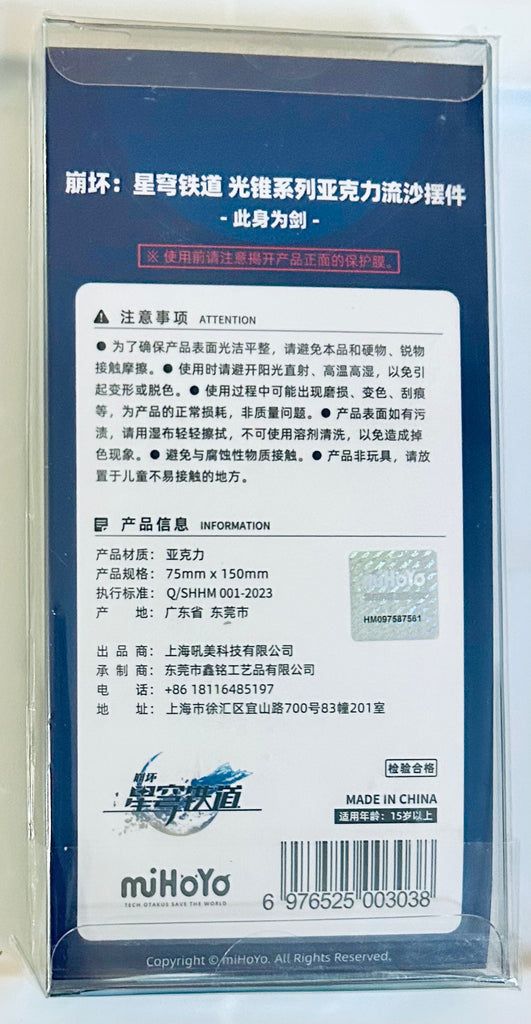 崩坏：星穹铁道 光锥系列亚克力流沙摆件
- 此身为剑 -
※ 使用前请注意揭开产品正面的保护膜。
注意事项 ATTENTION
● 为了确保产品表面光洁平整，请避免本品和硬物、锐物
接触摩擦。● 使用时请避开阳光直射、高温高湿，以免引
起变形或脱色。● 使用过程中可能出现磨损、变色、刮痕
等，为产品的正常损耗，非质量问题。● 产品表面如有污
渍，请用湿布轻轻擦拭，不可使用溶剂清洗，以免造成掉
色现象。● 避免与腐蚀性物质接触。● 产品非玩具，请放
置于儿童不易接触的地方。
产品信息 INFORMATION
产品材质： 亚克力
产品规格： 75mm x 150mm
执行标准： Q/SHHM 001-2023
产 地： 广东省 东莞市
miHoYo
HM097587561
出 品 商： 上海吼美科技有限公司
承 制 商： 东莞市鑫铭工艺品有限公司
电 话： +86 18116485197
地 址： 上海市徐汇区宜山路700号83幢201室
崩坏
星穹铁道
检验合格
MADE IN CHINA
适用年龄：15岁以上
miHoYo
TECH OTAKUS SAVE THE WORLD
6 976525 003038
Copyright © miHoYo. All Rights Reserved.